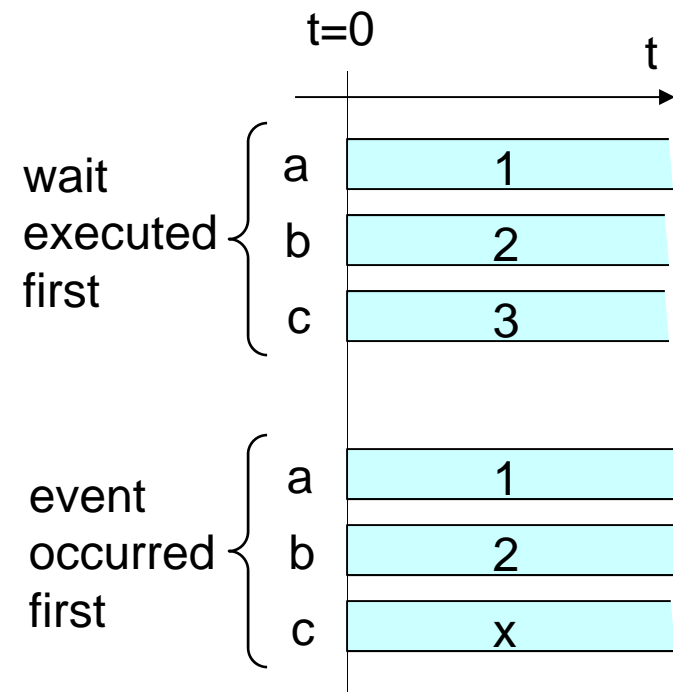 t=0
t
wait
executed
first
a
1
b
2
c
3
event
occurred
first
a
1
b
2
c
x